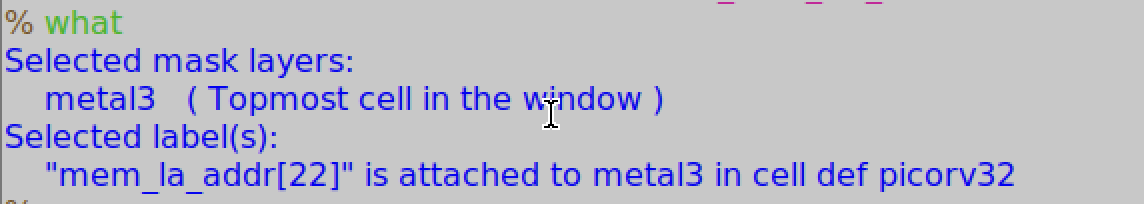 % what
Selected mask layers:
metal3 ( Topmost cell in the window )
Selected label(s):
"mem_la_addr[22]" is attached to metal3 in cell def picorv32